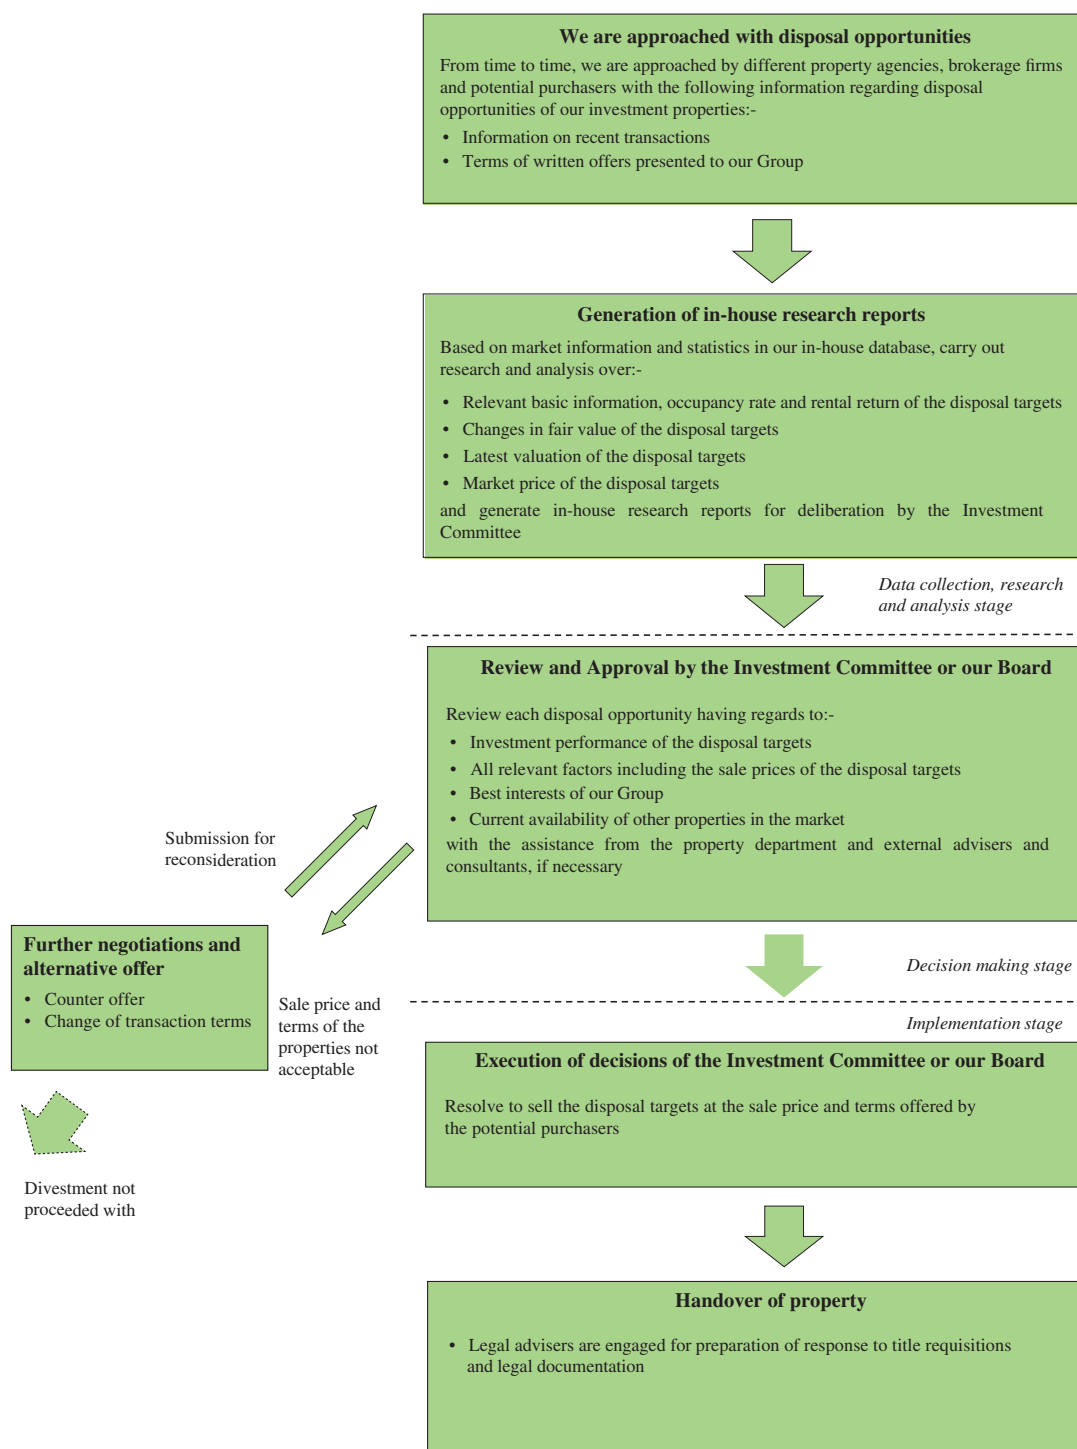 We are approached with disposal opportunities
From time to time, we are approached by different property agencies, brokerage firms
and potential purchasers with the following information regarding disposal
opportunities of our investment properties:-
• Information on recent transactions
• Terms of written offers presented to our Group
Generation of in-house research reports
Based on market information and statistics in our in-house database, carry out
research and analysis over:-
• Relevant basic information, occupancy rate and rental return of the disposal targets
• Changes in fair value of the disposal targets
• Latest valuation of the disposal targets
• Market price of the disposal targets
and generate in-house research reports for deliberation by the Investment
Committee
Data collection, research
and analysis stage
Review and Approval by the Investment Committee or our Board
Review each disposal opportunity having regards to:-
• Investment performance of the disposal targets
• All relevant factors including the sale prices of the disposal targets
• Best interests of our Group
• Current availability of other properties in the market
with the assistance from the property department and external advisers and
consultants, if necessary
Submission for
reconsideration
Further negotiations and
alternative offer
• Counter offer
• Change of transaction terms
Sale price and
terms of the
properties not
acceptable
Divestment not
proceeded with
Decision making stage
Implementation stage
Execution of decisions of the Investment Committee or our Board
Resolve to sell the disposal targets at the sale price and terms offered by
the potential purchasers
Handover of property
• Legal advisers are engaged for preparation of response to title requisitions
and legal documentation